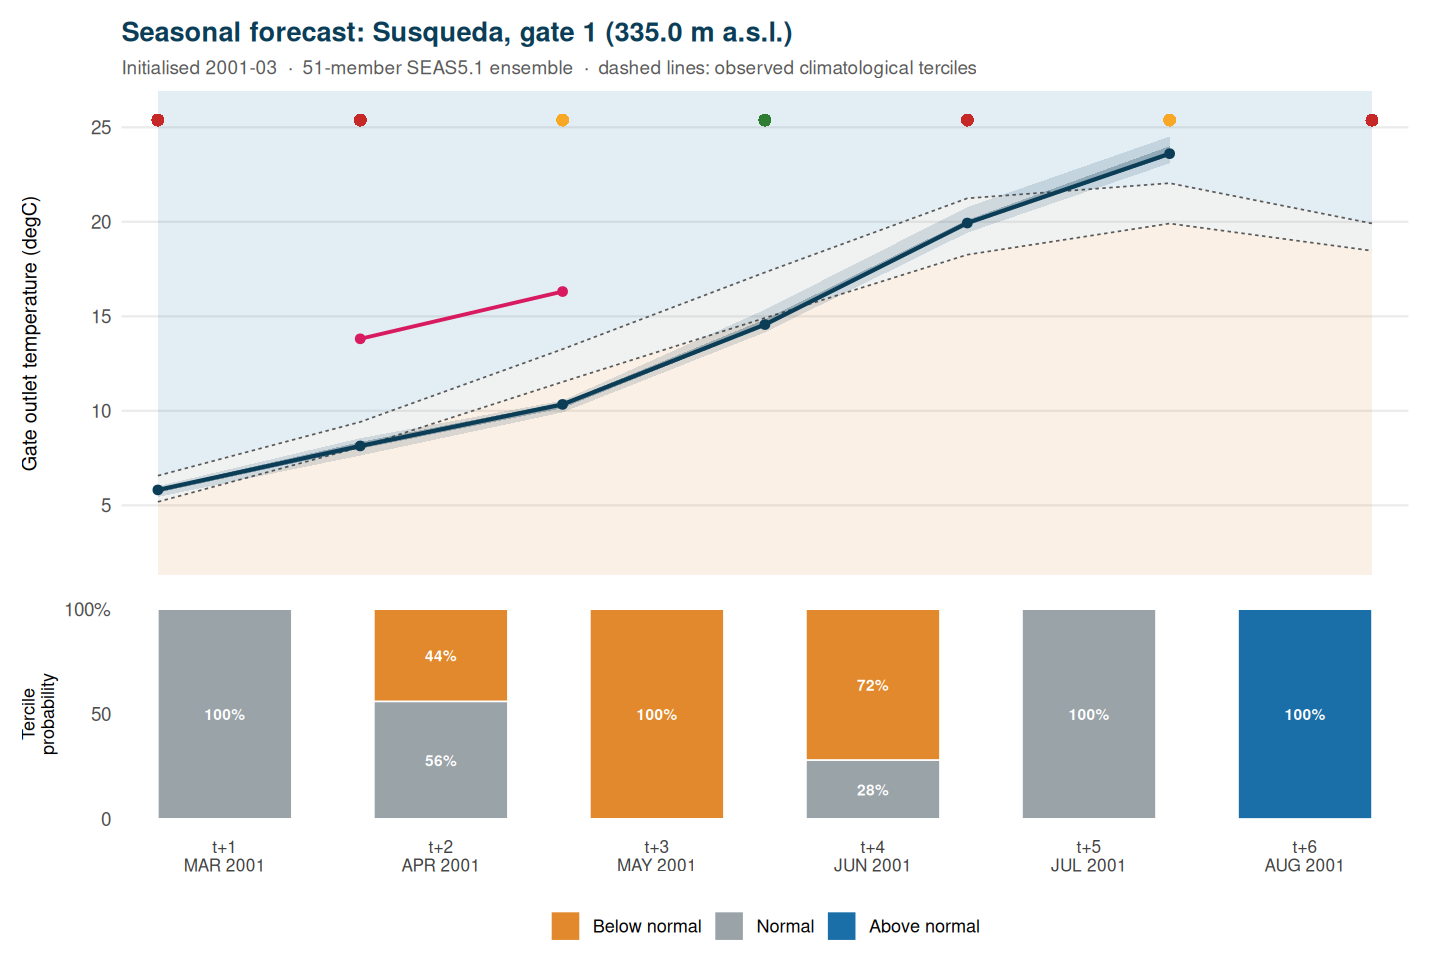 Seasonal forecast: Susqueda, gate 1 (335.0 m a.s.l.)
Initialised 2001-03 · 51-member SEAS5.1 ensemble · dashed lines: observed climatological terciles
Gate outlet temperature (degC)
25
20
15
10
5
Tercile
probability
100%
50
0
100%
44%
56%
100%
72%
28%
100%
100%
t+1
MAR 2001
t+2
APR 2001
t+3
MAY 2001
t+4
JUN 2001
t+5
JUL 2001
t+6
AUG 2001
Below normal
Normal
Above normal